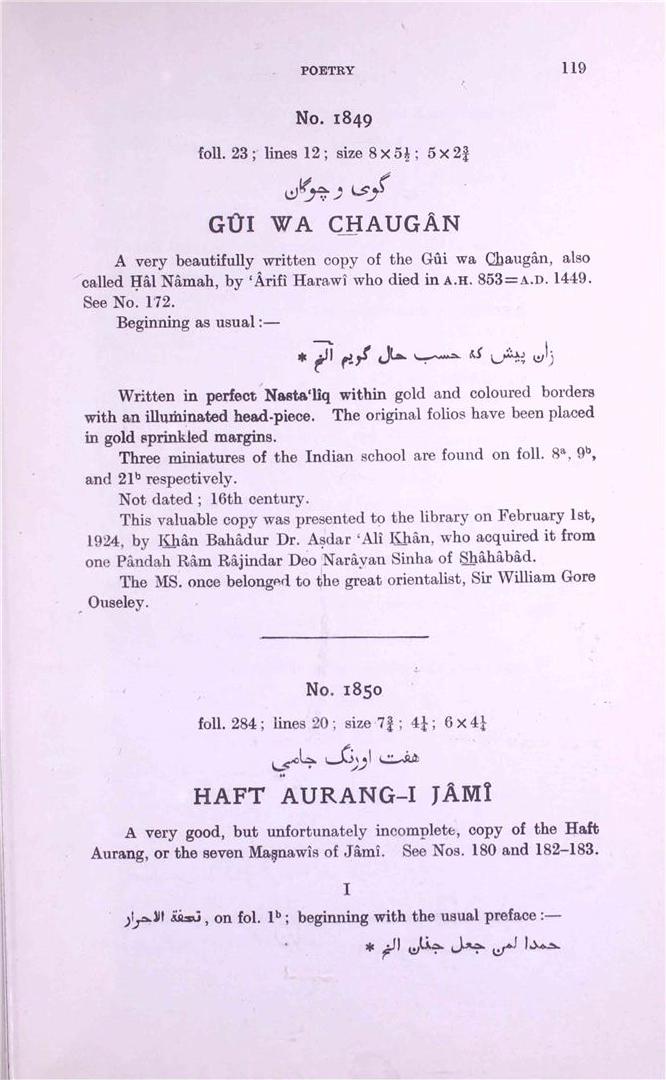 POETRY 119
No. 1849
foll. 23; lines 12; size 8 × 5½; 5 × 2¾
گوی و چوگان
GÛI WA CHAUGÂN
A very beautifully written copy of the Gûi wa Chaugân, also
called Ḥâl Nâmah, by ‘Ârifî Harawî who died in A.H. 853=A.D. 1449.
See No. 172.
Beginning as usual:—
زان پیش که حسب حال گویم الخ *
Written in perfect Nasta‘lîq within gold and coloured borders
with an illuminated head-piece. The original folios have been placed
in gold sprinkled margins.
Three miniatures of the Indian school are found on foll. 8ᵃ, 9ᵇ,
and 21ᵇ respectively.
Not dated; 16th century.
This valuable copy was presented to the library on February 1st,
1924, by Khân Bahâdur Dr. Aṣdar ‘Alî Khân, who acquired it from
one Pândah Râm Râjindar Deo Narâyan Sinha of Shâhâbâd.
The MS. once belonged to the great orientalist, Sir William Gore
Ouseley.
No. 1850
foll. 284; lines 20; size 7¾; 4¼; 6 × 4¼
هفت اورنگ جامي
HAFT AURANG–I JÂMÎ
A very good, but unfortunately incomplete, copy of the Haft
Aurang, or the seven Maṣnawîs of Jâmî. See Nos. 180 and 182–183.
I
تحفة الاحرار, on fol. 1ᵇ; beginning with the usual preface:—
حمدا لمن جعل جنان الخ *